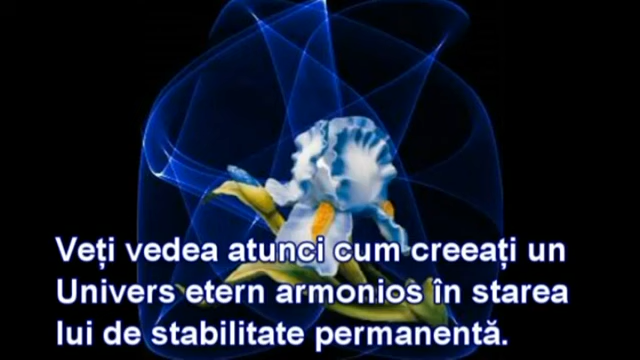 Veți vedea atunci cum creeați un
Univers etern armonios în starea
lui de stabilitate permanentă.